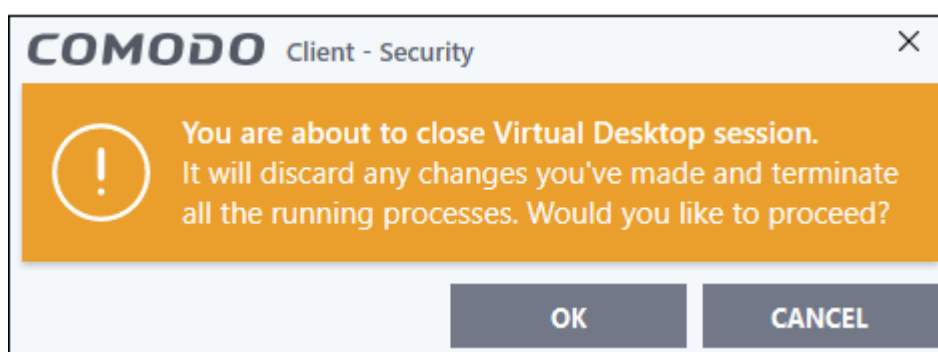 COMODO Client - Security
You are about to close Virtual Desktop session.
It will discard any changes you've made and terminate
all the running processes. Would you like to proceed?
OK CANCEL